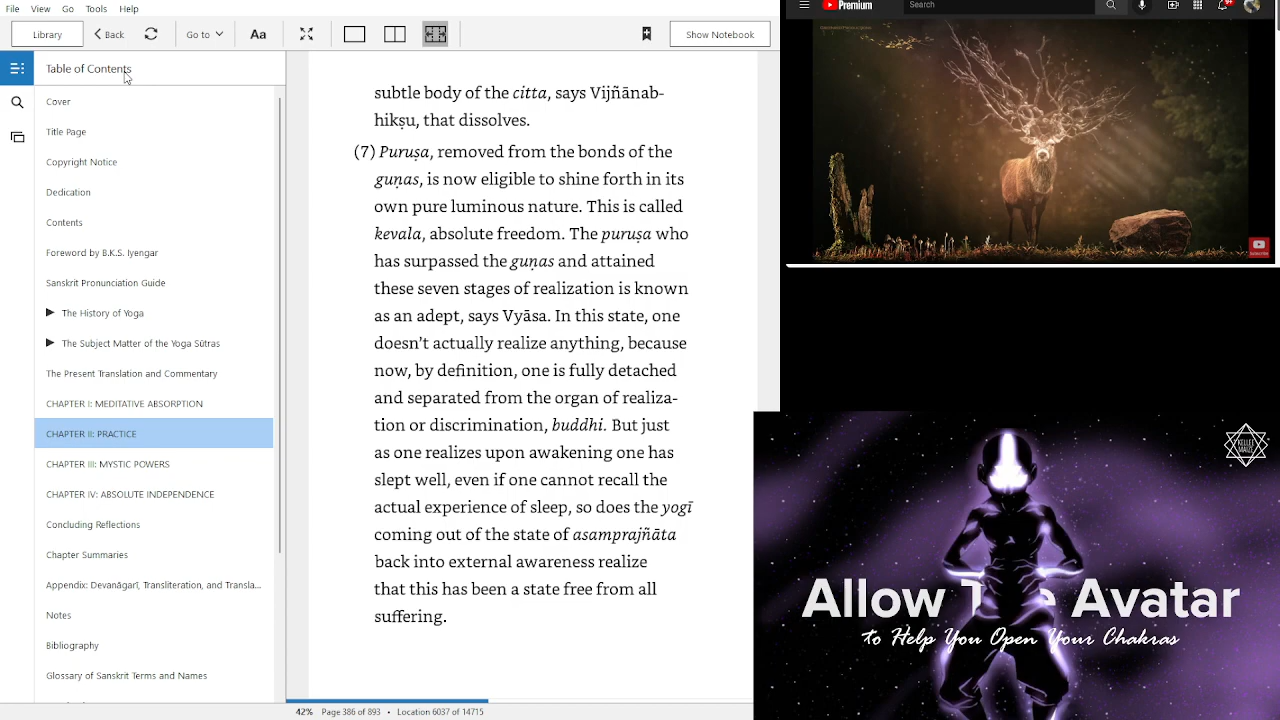 File View Go Tools Help
Library
Back
Go to
Aa
Show Notebook
Table of Contents
Cover
Title Page
Copyright Notice
Dedication
Contents
Foreword by B.K.S. Iyengar
Sanskrit Pronunciation Guide
The History of Yoga
The Subject Matter of the Yoga Sūtras
The Present Translation and Commentary
CHAPTER I: MEDITATIVE ABSORPTION
CHAPTER II: PRACTICE
CHAPTER III: MYSTIC POWERS
CHAPTER IV: ABSOLUTE INDEPENDENCE
Concluding Reflections
Chapter Summaries
Appendix: Devanāgarī, Transliteration, and Transla...
Notes
Bibliography
Glossary of Sanskrit Terms and Names
subtle body of the citta, says Vijñānab-
hikṣu, that dissolves.
(7) Puruṣa, removed from the bonds of the
guṇas, is now eligible to shine forth in its
own pure luminous nature. This is called
kevala, absolute freedom. The puruṣa who
has surpassed the guṇas and attained
these seven stages of realization is known
as an adept, says Vyāsa. In this state, one
doesn’t actually realize anything, because
now, by definition, one is fully detached
and separated from the organ of realiza-
tion or discrimination, buddhi. But just
as one realizes upon awakening one has
slept well, even if one cannot recall the
actual experience of sleep, so does the yogī
coming out of the state of asamprajñāta
back into external awareness realize
that this has been a state free from all
suffering.
42% Page 386 of 893 • Location 6037 of 14715
Premium
Search
9+
Subscribe
Allow T e Avatar
to Help You Open Your Chakras